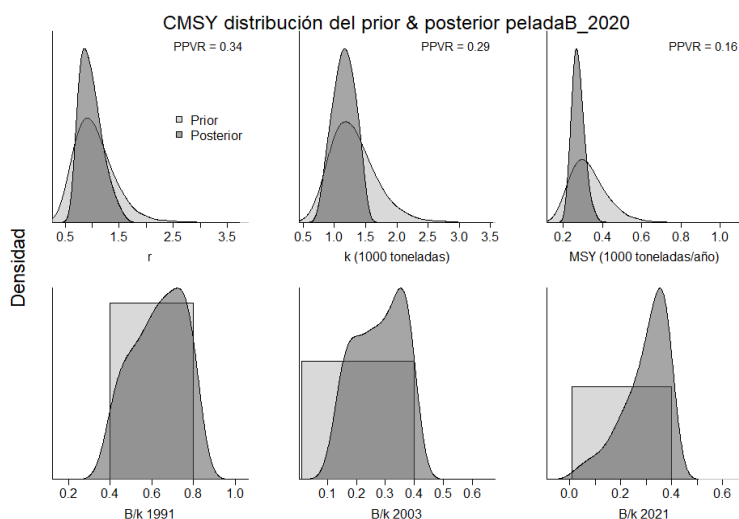 CMSY distribución del prior & posterior peladaB_2020
PPVR = 0.34
PPVR = 0.29
PPVR = 0.16
Prior
Posterior
Densidad
0.5 1.5 2.5 3.5
r
0.5 1.0 1.5 2.0 2.5 3.0 3.5
k (1000 toneladas)
0.2 0.4 0.6 0.8 1.0
MSY (1000 toneladas/año)
0.2 0.4 0.6 0.8 1.0
B/k 1991
0.1 0.2 0.3 0.4 0.5 0.6
B/k 2003
0.0 0.2 0.4 0.6
B/k 2021